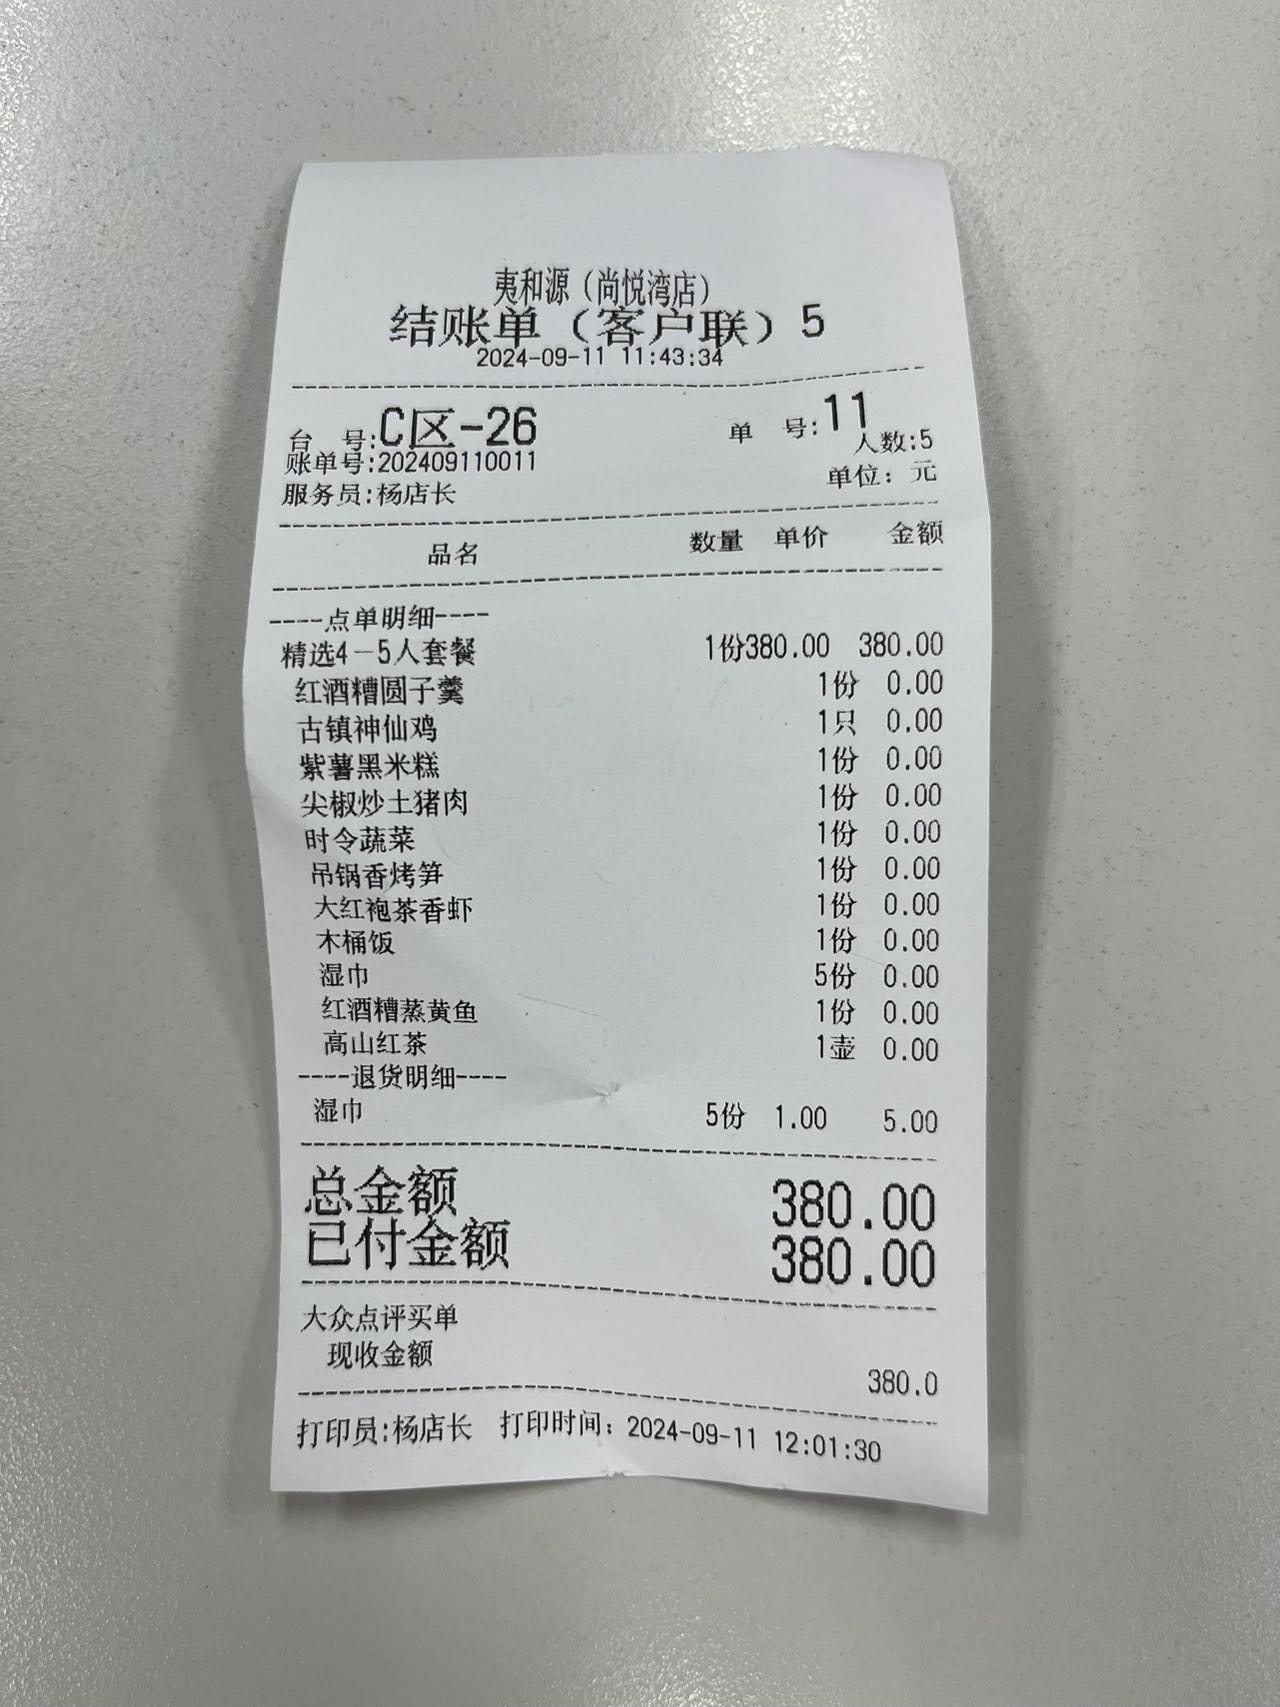 夷和源（尚悦湾店）
结账单（客户联）5
2024-09-11 11:43:34
台 号:C区-26 单 号:11
账单号:202409110011 人数:5
服务员:杨店长 单位：元
品名 数量 单价 金额
----点单明细----
精选4-5人套餐 1份380.00 380.00
红酒糟圆子羹 1份 0.00
古镇神仙鸡 1只 0.00
紫薯黑米糕 1份 0.00
尖椒炒土猪肉 1份 0.00
时令蔬菜 1份 0.00
吊锅香烤笋 1份 0.00
大红袍茶香虾 1份 0.00
木桶饭 1份 0.00
湿巾 5份 0.00
红酒糟蒸黄鱼 1份 0.00
高山红茶 1壶 0.00
----退货明细----
湿巾 5份 1.00 5.00
总金额 380.00
已付金额 380.00
大众点评买单
现收金额 380.0
打印员:杨店长 打印时间：2024-09-11 12:01:30